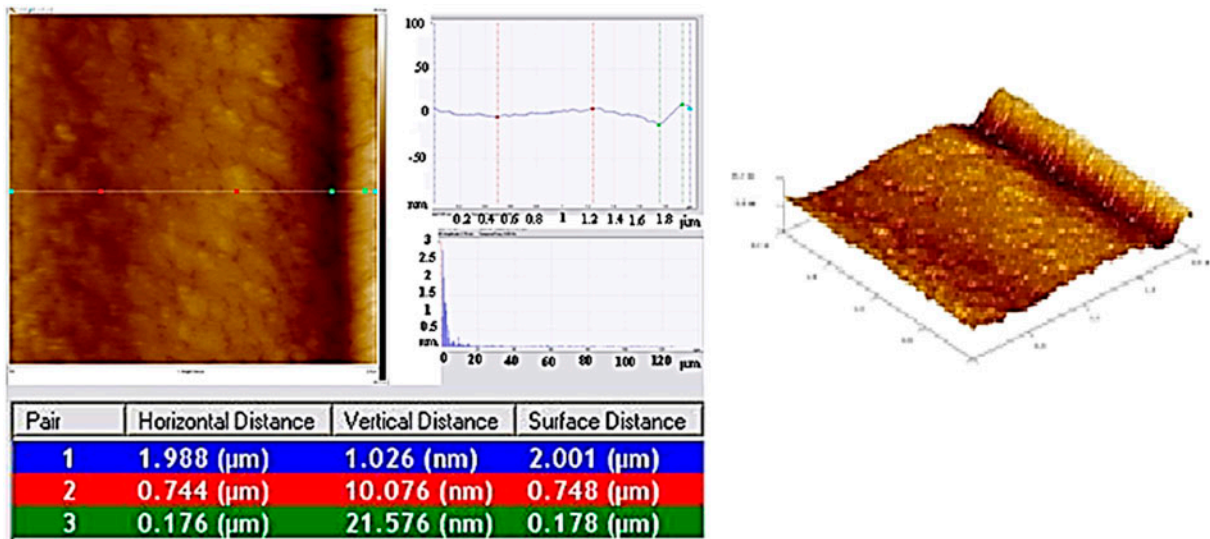 100
50
0
-50
nm
0.2 0.4 0.6 0.8 1 1.2 1.4 1.6 1.8 µm
3
2.5
2
1.5
1
0.5
nm
0 20 40 60 80 100 120 µm
Pair Horizontal Distance Vertical Distance Surface Distance
1 1.988 (µm) 1.026 (nm) 2.001 (µm)
2 0.744 (µm) 10.076 (nm) 0.748 (µm)
3 0.176 (µm) 21.576 (nm) 0.178 (µm)